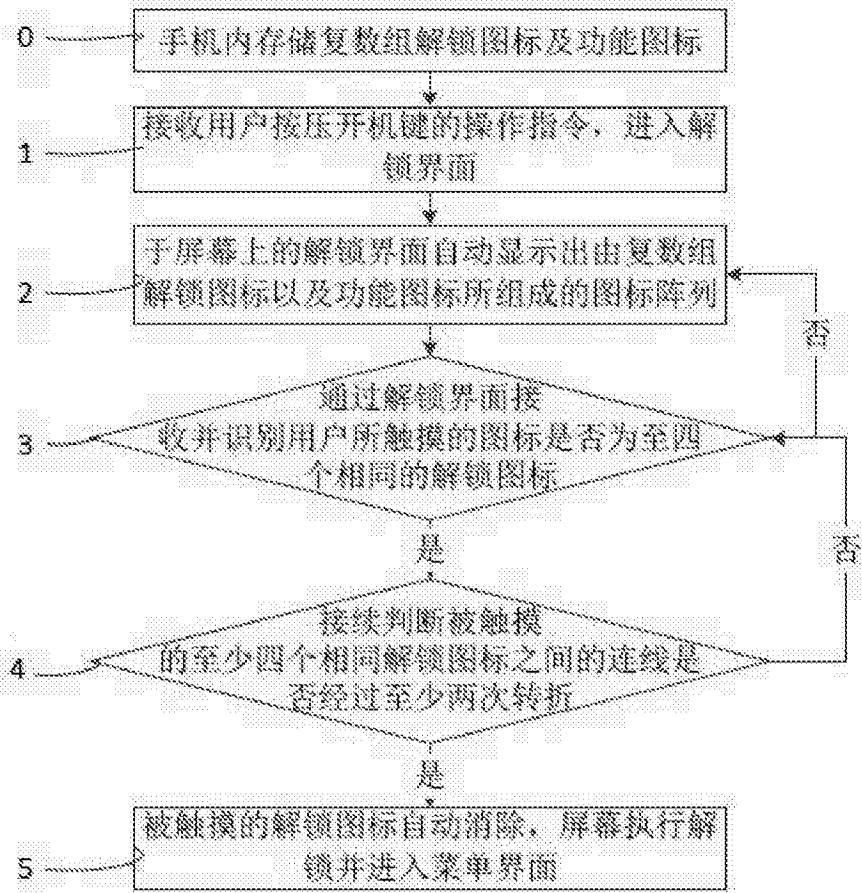 0
手机内存储复数组解锁图标及功能图标
1
接收用户按压开机键的操作指令，进入解
锁界面
2
于屏幕上的解锁界面自动显示出由复数组
解锁图标以及功能图标所组成的图标阵列
否
3
通过解锁界面接
收并识别用户所触摸的图标是否为至四
个相同的解锁图标
是
否
4
接续判断被触摸
的至少四个相同解锁图标之间的连线是
否经过至少两次转折
是
5
被触摸的解锁图标自动消除，屏幕执行解
锁并进入菜单界面